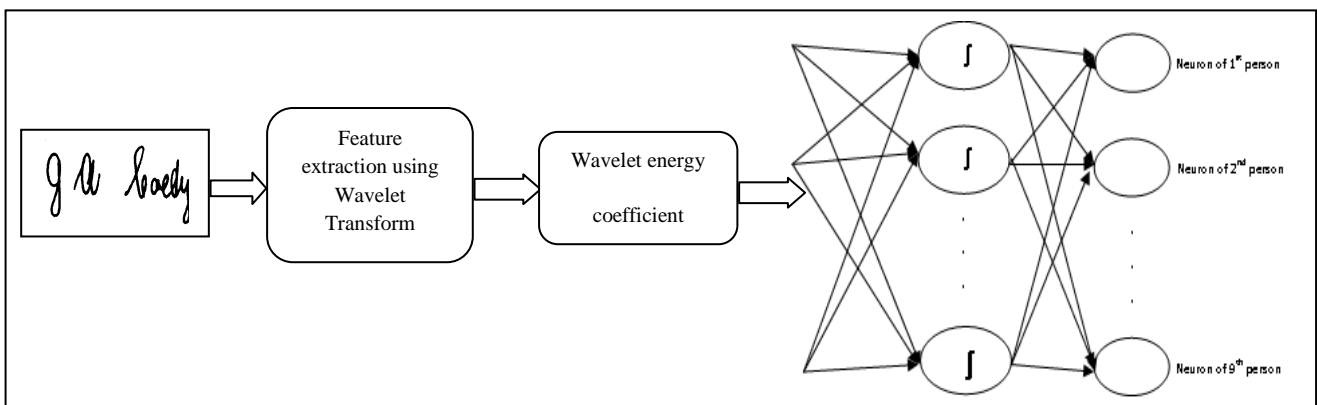 Feature
extraction using
Wavelet
Transform
Wavelet energy
coefficient
∫
∫
∫
Neuron of 1st person
Neuron of 2nd person
Neuron of 9th person